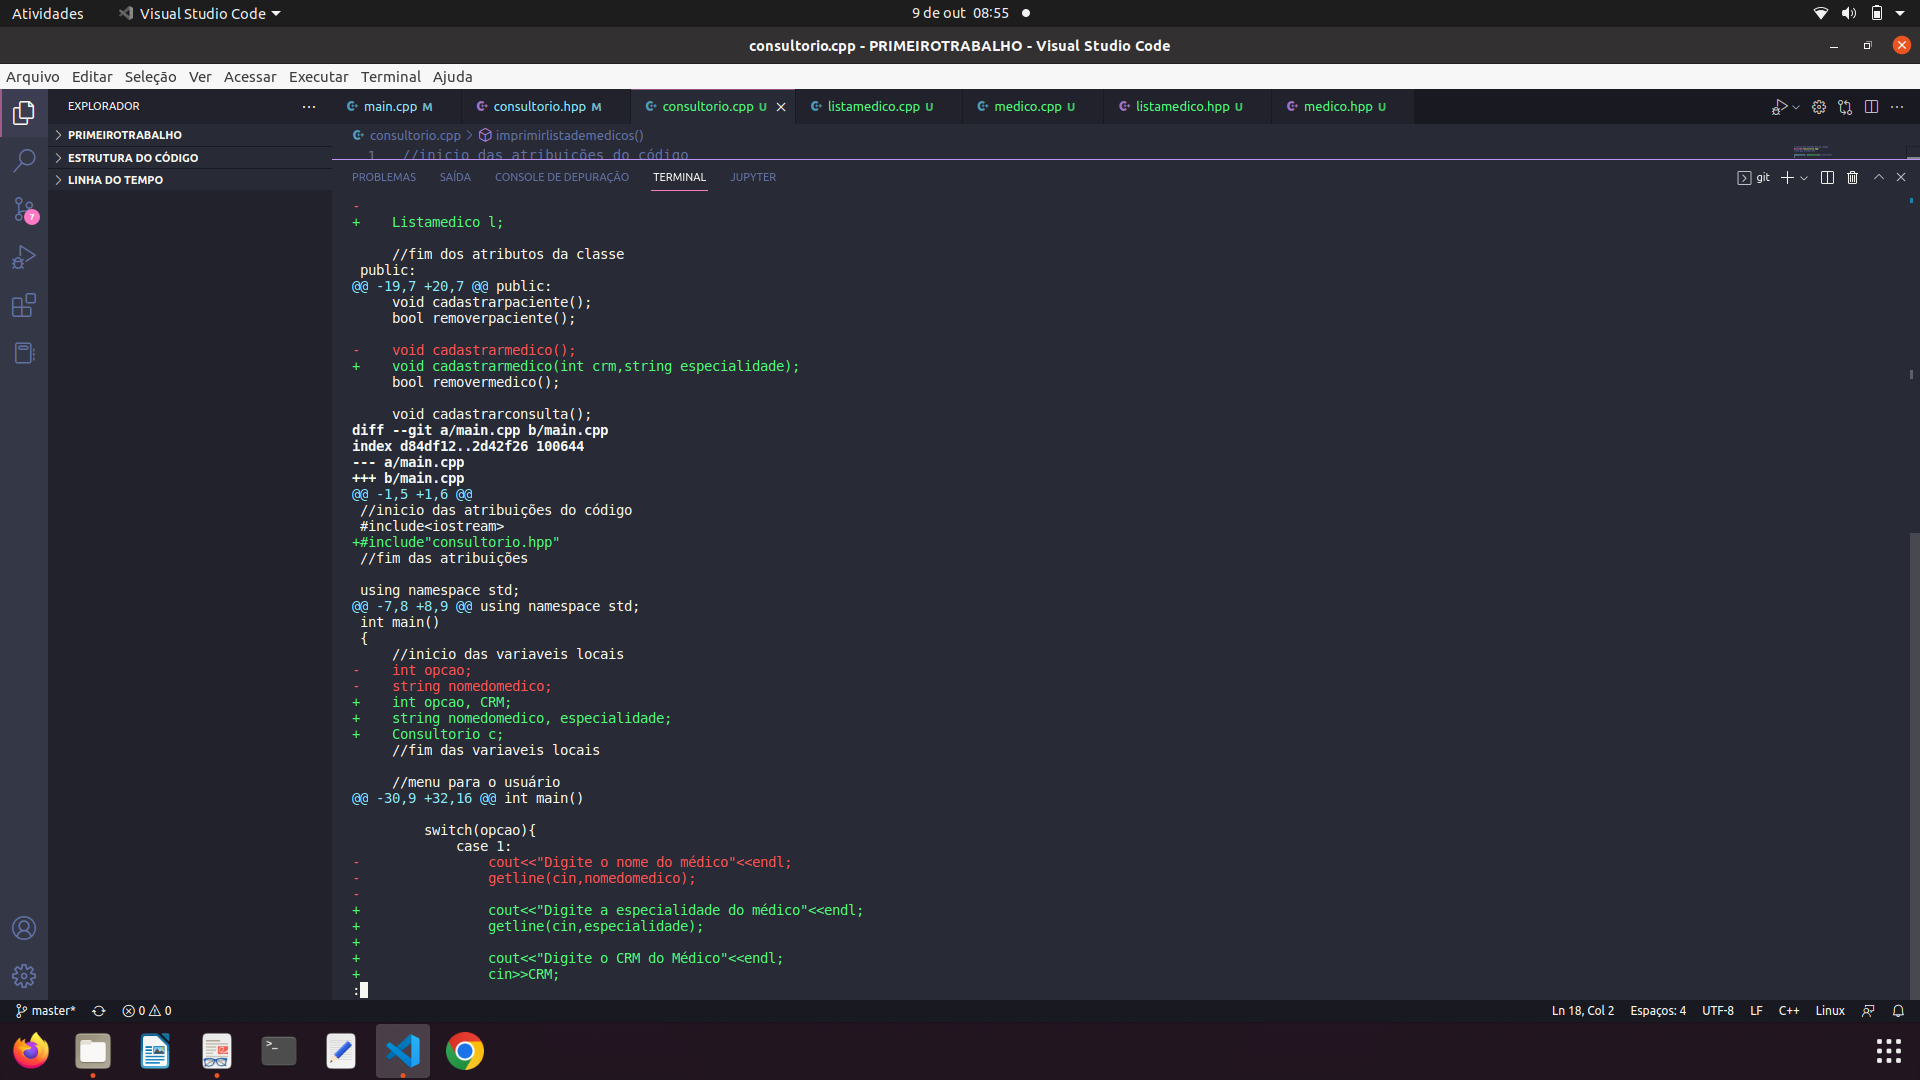 Atividades
Visual Studio Code
9 de out 08:55
consultorio.cpp - PRIMEIROTRABALHO - Visual Studio Code
Arquivo Editar Seleção Ver Acessar Executar Terminal Ajuda
EXPLORADOR
main.cpp M
consultorio.hpp M
consultorio.cpp U
listamedico.cpp U
medico.cpp U
listamedico.hpp U
medico.hpp U
PRIMEIROTRABALHO
ESTRUTURA DO CÓDIGO
LINHA DO TEMPO
7
consultorio.cpp > imprimirlistademedicos()
1 //inicio das atribuições do código
PROBLEMAS SAÍDA CONSOLE DE DEPURAÇÃO TERMINAL JUPYTER
git
-
+    Listamedico l;
     //fim dos atributos da classe
 public:
@@ -19,7 +20,7 @@ public:
     void cadastrarpaciente();
     bool removerpaciente();
-    void cadastrarmedico();
+    void cadastrarmedico(int crm,string especialidade);
     bool removermedico();
     void cadastrarconsulta();
diff --git a/main.cpp b/main.cpp
index d84df12..2d42f26 100644
--- a/main.cpp
+++ b/main.cpp
@@ -1,5 +1,6 @@
 //inicio das atribuições do código
 #include<iostream>
+#include"consultorio.hpp"
 //fim das atribuições
 using namespace std;
@@ -7,8 +8,9 @@ using namespace std;
 int main()
 {
     //inicio das variaveis locais
-    int opcao;
-    string nomedomedico;
+    int opcao, CRM;
+    string nomedomedico, especialidade;
+    Consultorio c;
     //fim das variaveis locais
     //menu para o usuário
@@ -30,9 +32,16 @@ int main()
         switch(opcao){
             case 1:
-                cout<<"Digite o nome do médico"<<endl;
-                getline(cin,nomedomedico);
-
+                cout<<"Digite a especialidade do médico"<<endl;
+                getline(cin,especialidade);
+
+                cout<<"Digite o CRM do Médico"<<endl;
+                cin>>CRM;
:
master*
0 0
Ln 18, Col 2
Espaços: 4
UTF-8
LF
C++
Linux